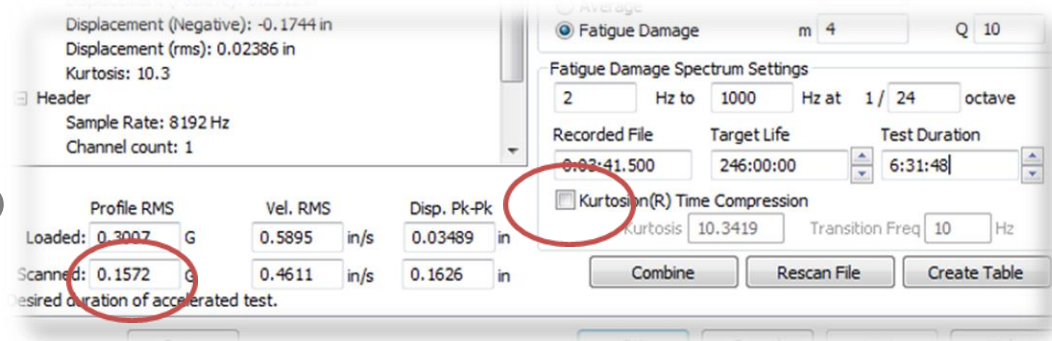 Displacement (Negative): -0.1744 in
Displacement (rms): 0.02386 in
Kurtosis: 10.3
Header
Sample Rate: 8192 Hz
Channel count: 1
Average
Fatigue Damage m 4 Q 10
Fatigue Damage Spectrum Settings
2 Hz to 1000 Hz at 1 / 24 octave
Recorded File Target Life Test Duration
0:03:41.500 246:00:00 6:31:48
Kurtosion(R) Time Compression
Kurtosis 10.3419 Transition Freq 10 Hz
Profile RMS Vel. RMS Disp. Pk-Pk
Loaded: 0.3007 G 0.5895 in/s 0.03489 in
Scanned: 0.1572 G 0.4611 in/s 0.1626 in
Combine Rescan File Create Table
Desired duration of accelerated test.